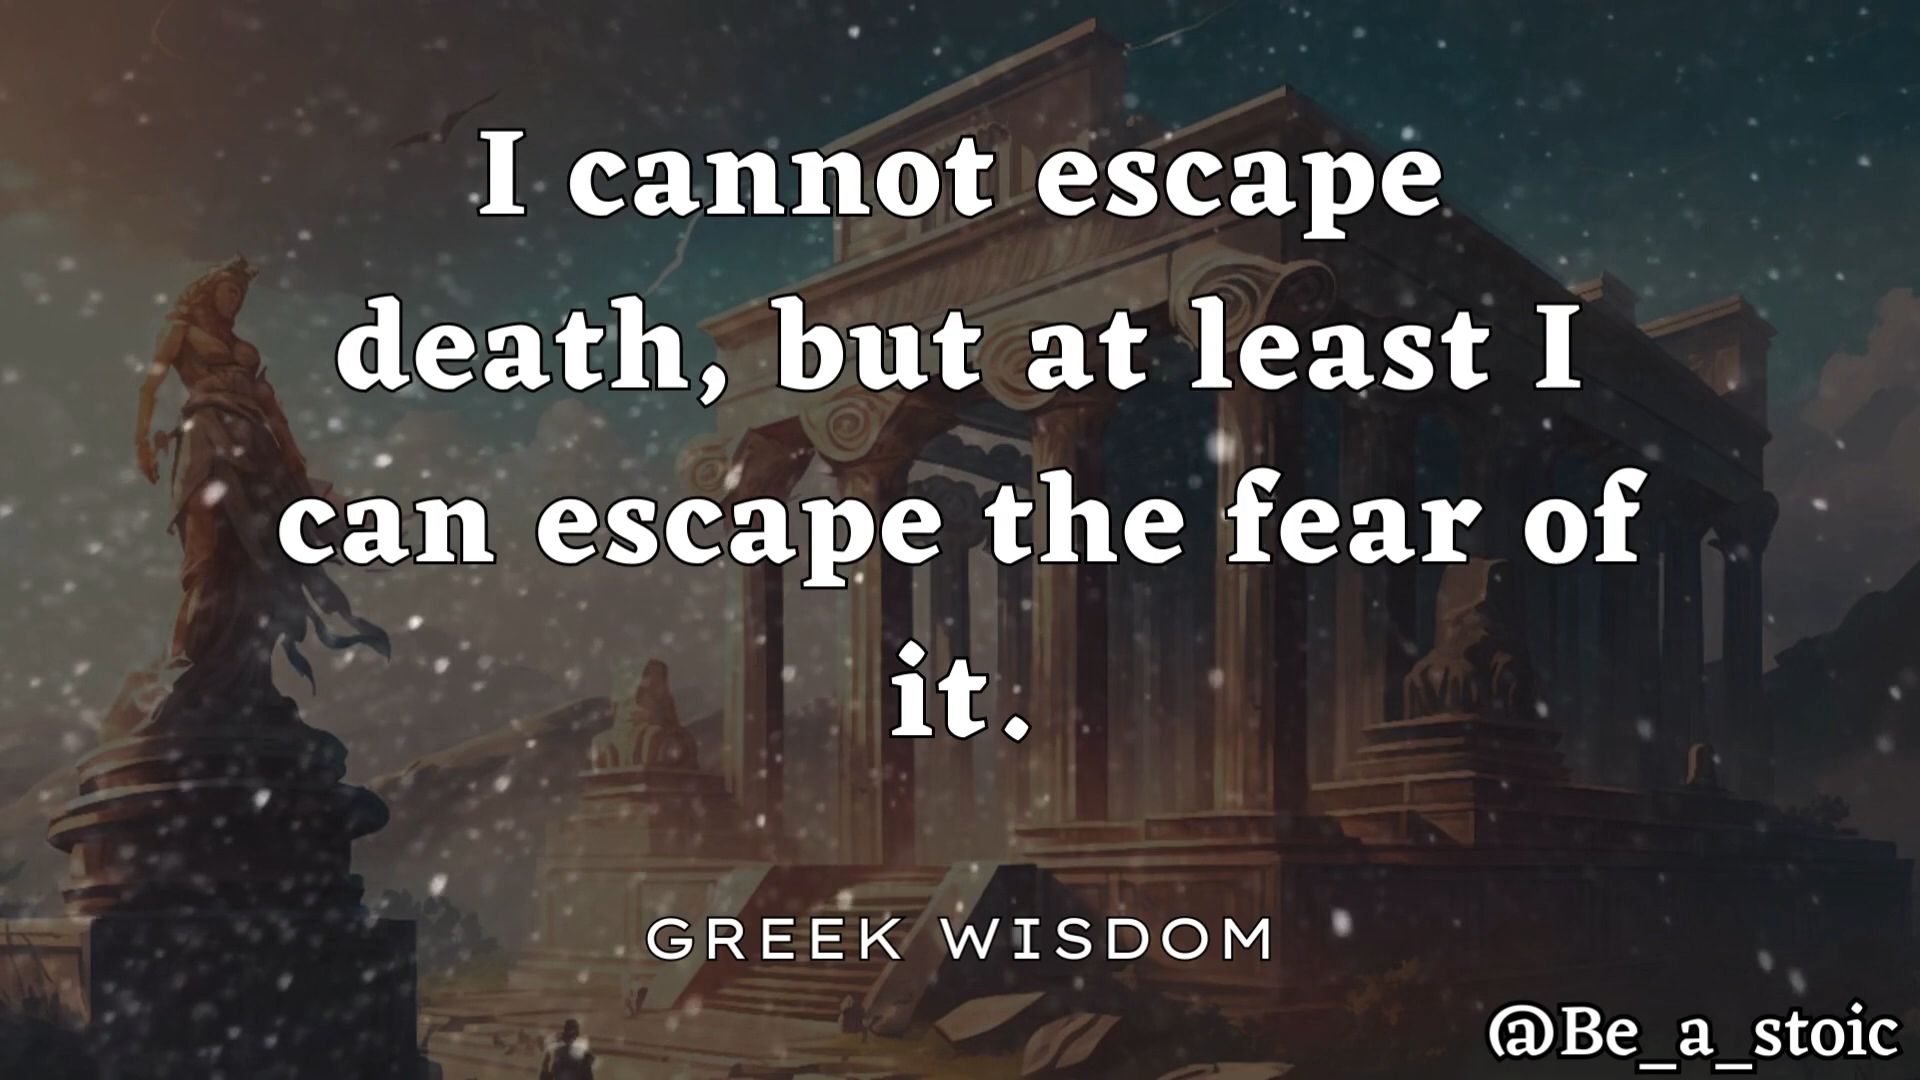 I cannot escape
death, but at least I
can escape the fear of
it.
GREEK WISDOM
@Be_a_stoic